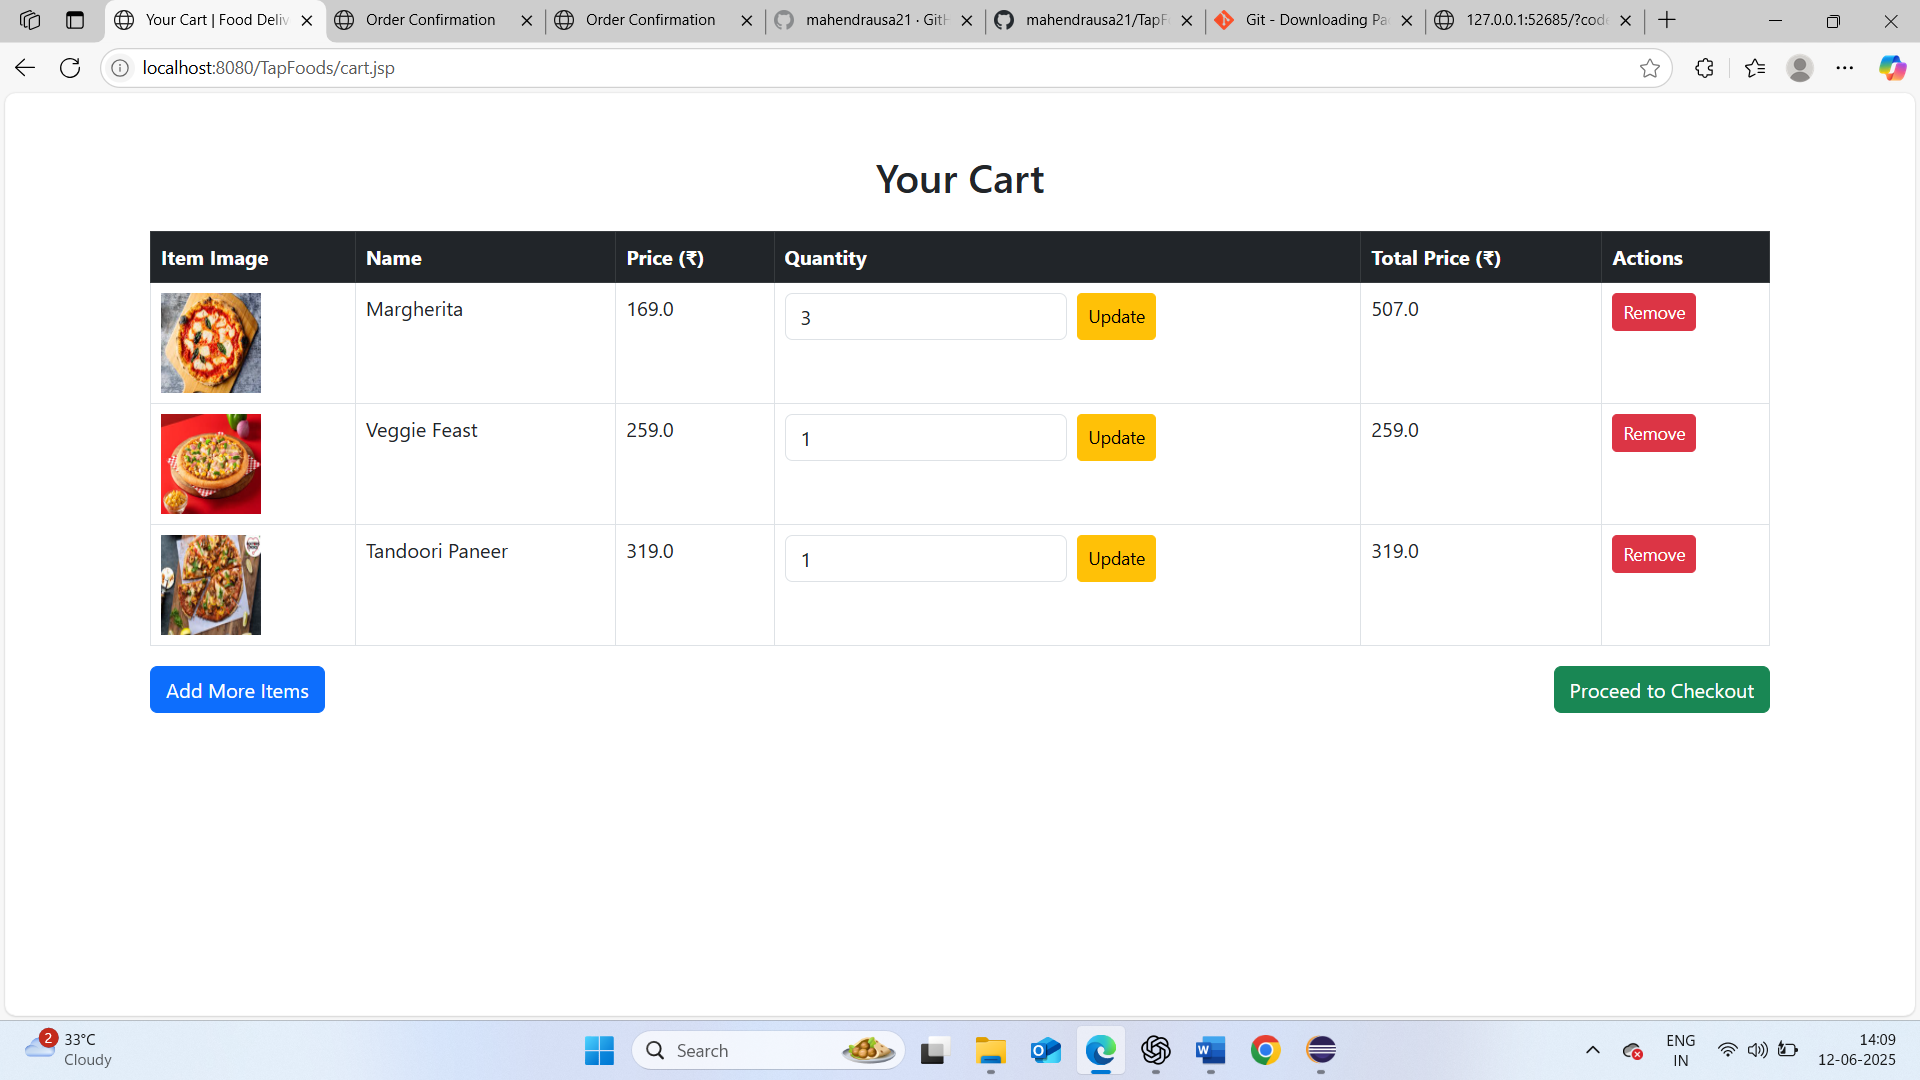 Your Cart | Food Deliv
Order Confirmation
Order Confirmation
mahendrausa21 · GitH
mahendrausa21/TapF
Git - Downloading Pac
127.0.0.1:52685/?code
localhost:8080/TapFoods/cart.jsp
Your Cart
Item Image Name Price (₹) Quantity Total Price (₹) Actions
Margherita 169.0 3 Update 507.0 Remove
Veggie Feast 259.0 1 Update 259.0 Remove
Tandoori Paneer 319.0 1 Update 319.0 Remove
Add More Items Proceed to Checkout
2
33°C
Cloudy
Search
ENG
IN
14:09
12-06-2025